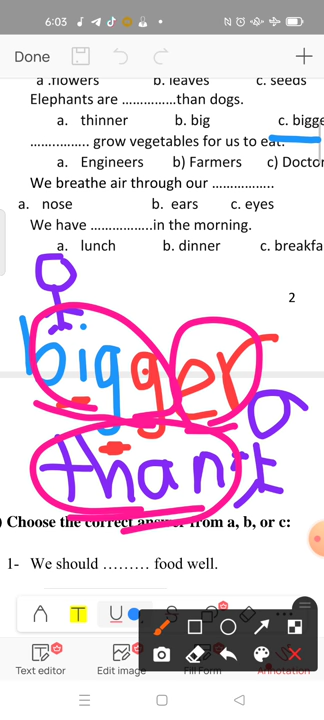 6:03
Done
a .flowers b. leaves c. seeds
Elephants are ...............than dogs.
a. thinner b. big c. bigge
................ grow vegetables for us to eat.
a. Engineers b) Farmers c) Doctor
We breathe air through our .................
a. nose b. ears c. eyes
We have .................in the morning.
a. lunch b. dinner c. breakfa
2
bigger
than
) Choose the correct answer from a, b, or c:
1- We should ......... food well.
A T U S
Text editor Edit image Fill Form Annotation